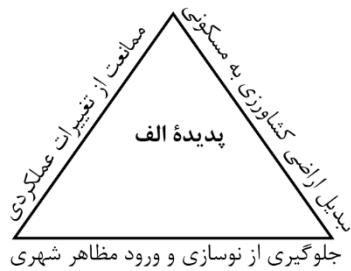 ممانعت از تغییرات عملکردی
تبدیل اراضی کشاورزی به مسکونی
پدیدهٔ الف
جلوگیری از نوسازی و ورود مظاهر شهری